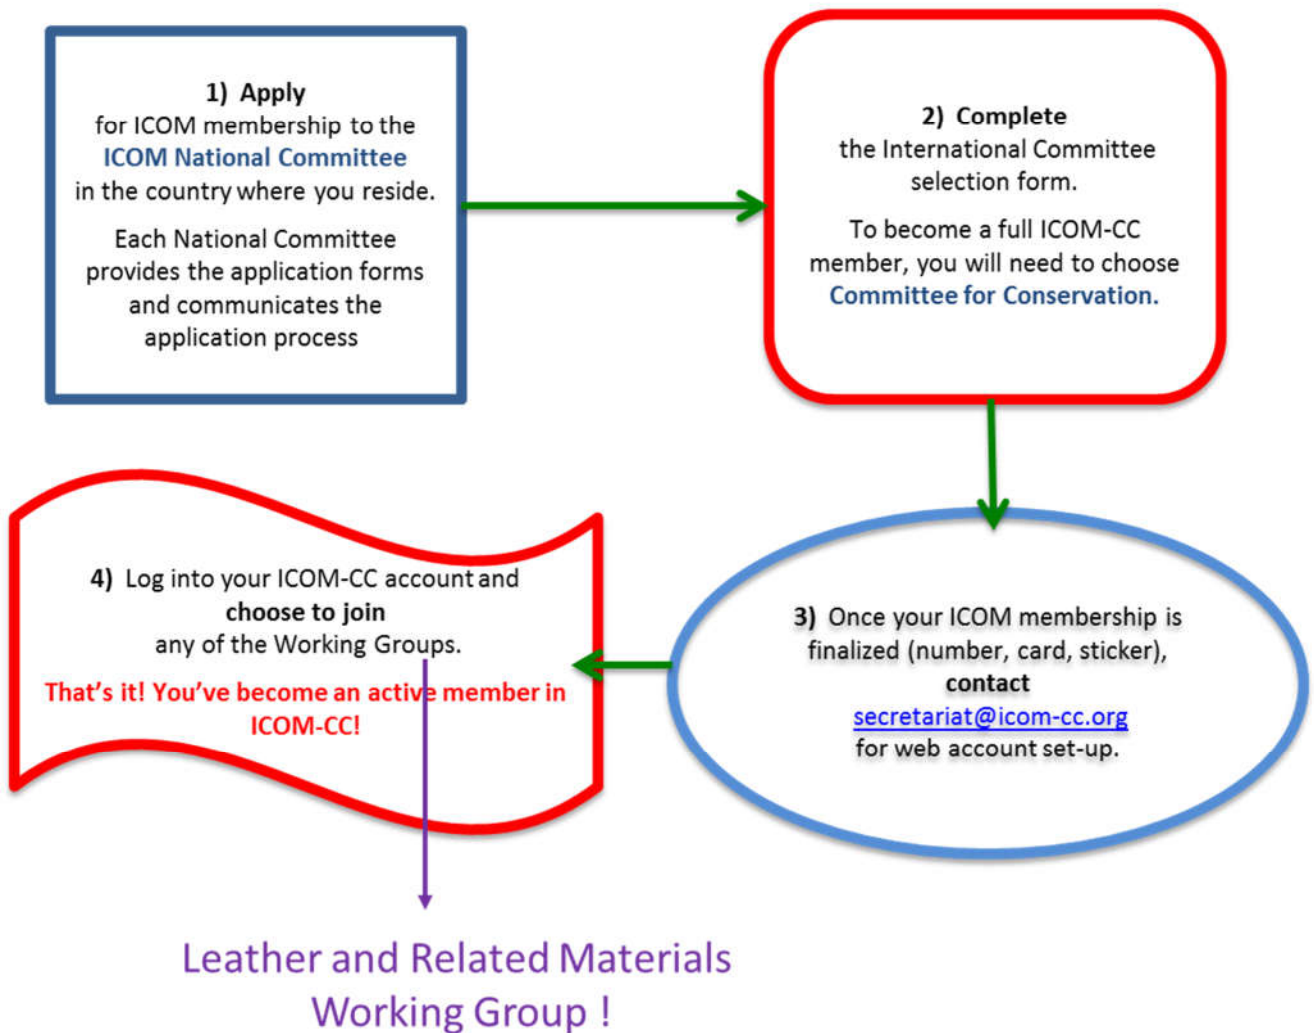 1) Apply
for ICOM membership to the
ICOM National Committee
in the country where you reside.
Each National Committee
provides the application forms
and communicates the
application process
2) Complete
the International Committee
selection form.
To become a full ICOM-CC
member, you will need to choose
Committee for Conservation.
3) Once your ICOM membership is
finalized (number, card, sticker),
contact
secretariat@icom-cc.org
for web account set-up.
4) Log into your ICOM-CC account and
choose to join
any of the Working Groups.
That's it! You've become an active member in
ICOM-CC!
Leather and Related Materials
Working Group !